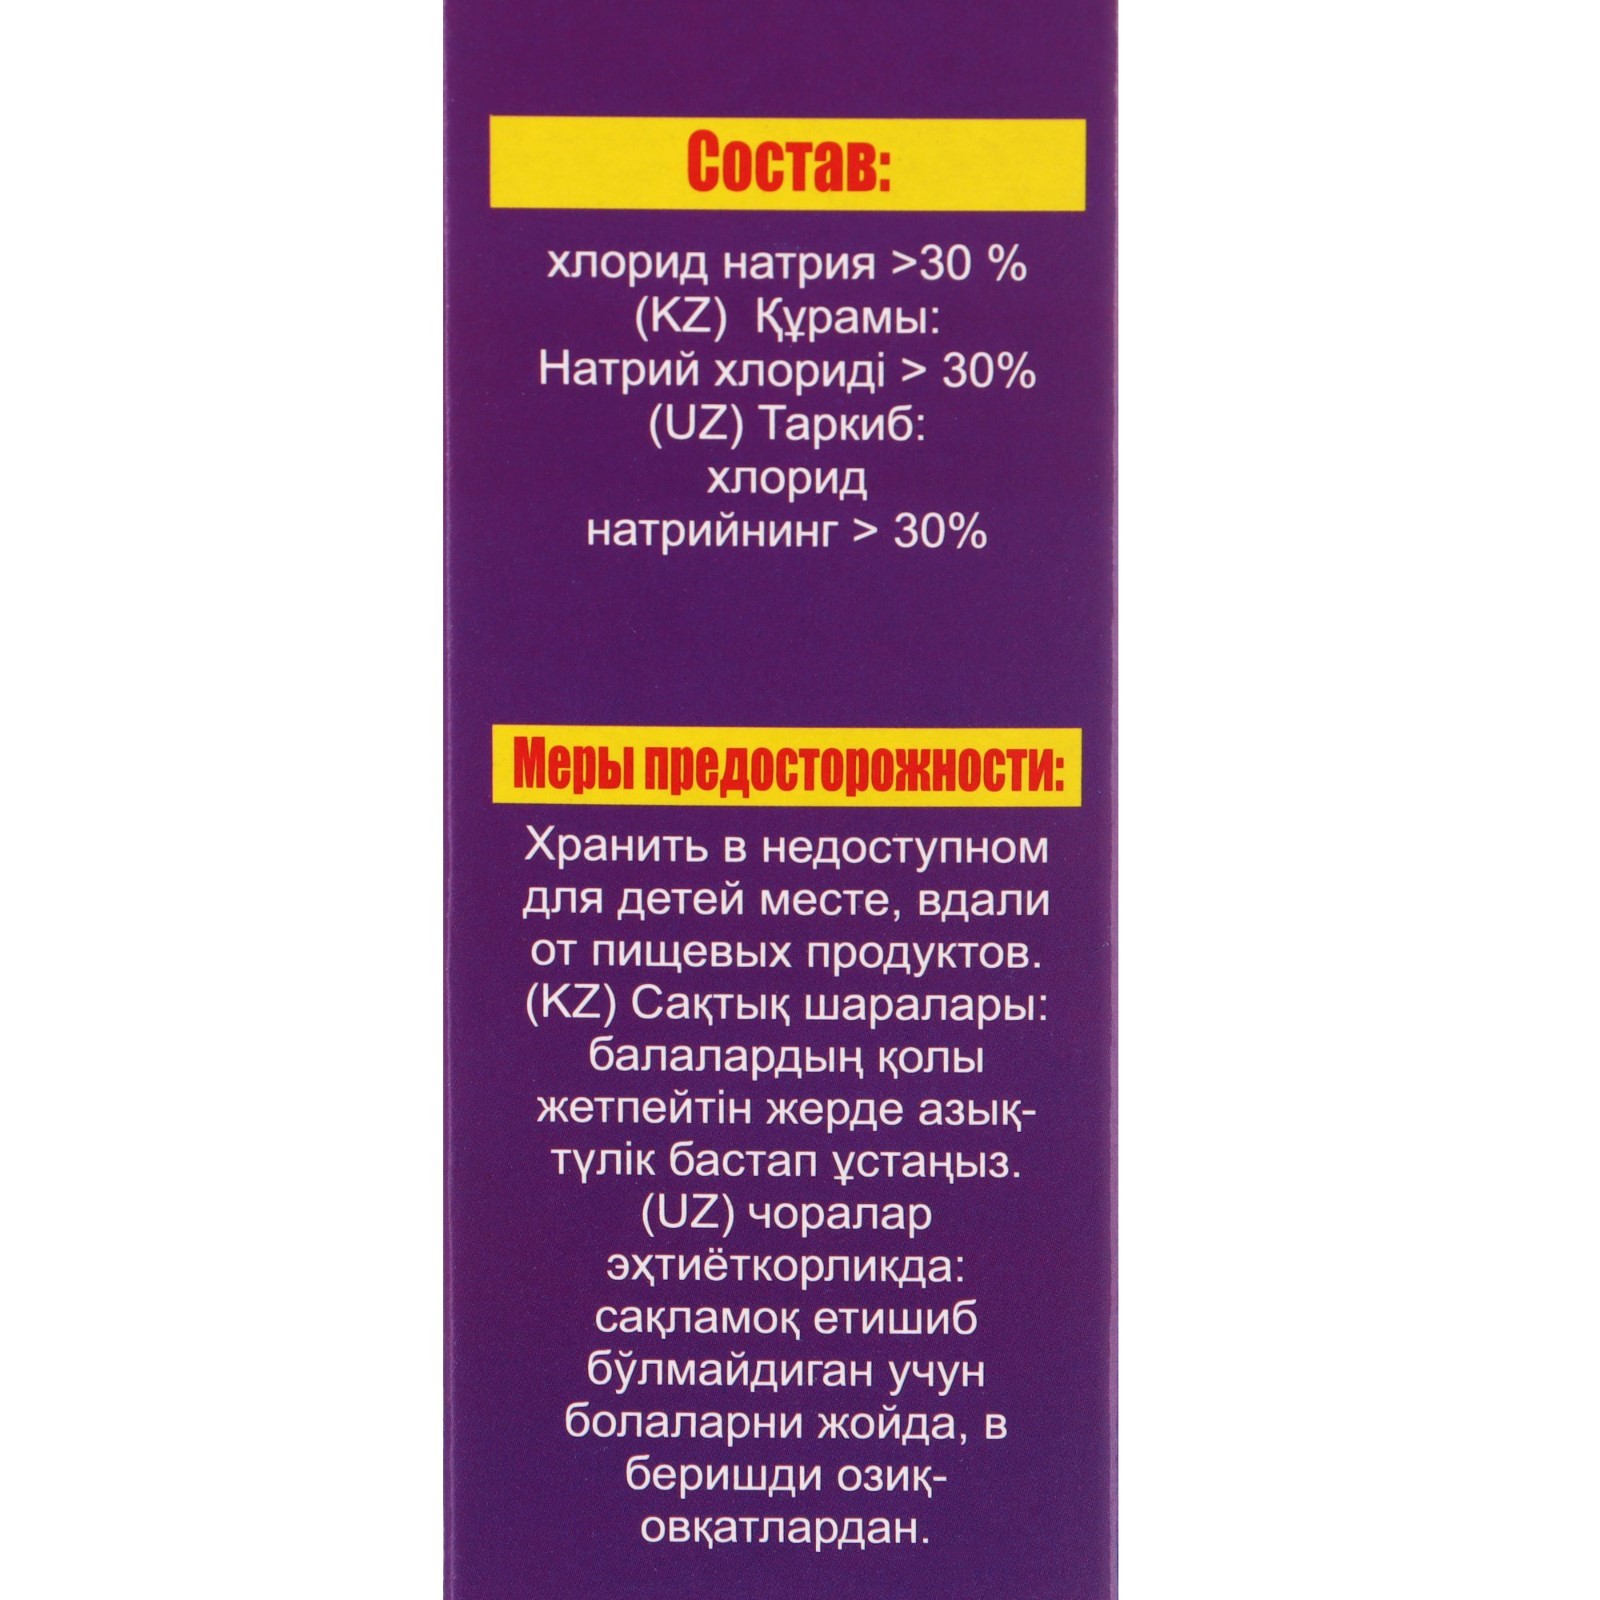 Состав:
хлорид натрия >30 %
(KZ) Құрамы:
Натрий хлориді > 30%
(UZ) Таркиб:
хлорид
натрийнинг > 30%
Меры предосторожности:
Хранить в недоступном
для детей месте, вдали
от пищевых продуктов.
(KZ) Сақтық шаралары:
балалардың қолы
жетпейтін жерде азық-
түлік бастап ұстаңыз.
(UZ) чоралар
эҳтиёткорликда:
сақламоқ етишиб
бўлмайдиган учун
болаларни жойда, в
беришди озиқ-
овқатлардан.